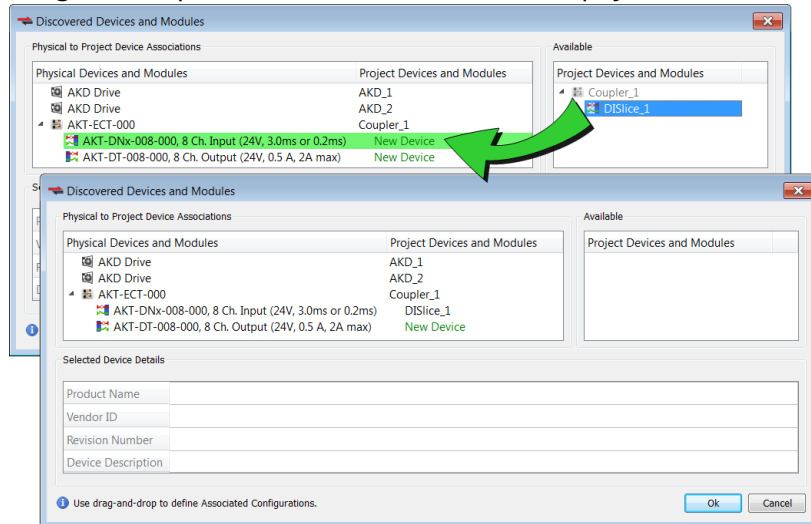 Discovered Devices and Modules
Physical to Project Device Associations
Available
Physical Devices and Modules Project Devices and Modules
Project Devices and Modules
AKD Drive AKD_1
Coupler_1
AKD Drive AKD_2
DISlice_1
AKT-ECT-000 Coupler_1
AKT-DNx-008-000, 8 Ch. Input (24V, 3.0ms or 0.2ms) New Device
AKT-DT-008-000, 8 Ch. Output (24V, 0.5 A, 2A max) New Device
Discovered Devices and Modules
Physical to Project Device Associations
Available
Physical Devices and Modules Project Devices and Modules
Project Devices and Modules
AKD Drive AKD_1
AKD Drive AKD_2
AKT-ECT-000 Coupler_1
AKT-DNx-008-000, 8 Ch. Input (24V, 3.0ms or 0.2ms) DISlice_1
AKT-DT-008-000, 8 Ch. Output (24V, 0.5 A, 2A max) New Device
Selected Device Details
Product Name
Vendor ID
Revision Number
Device Description
Use drag-and-drop to define Associated Configurations.
Ok Cancel